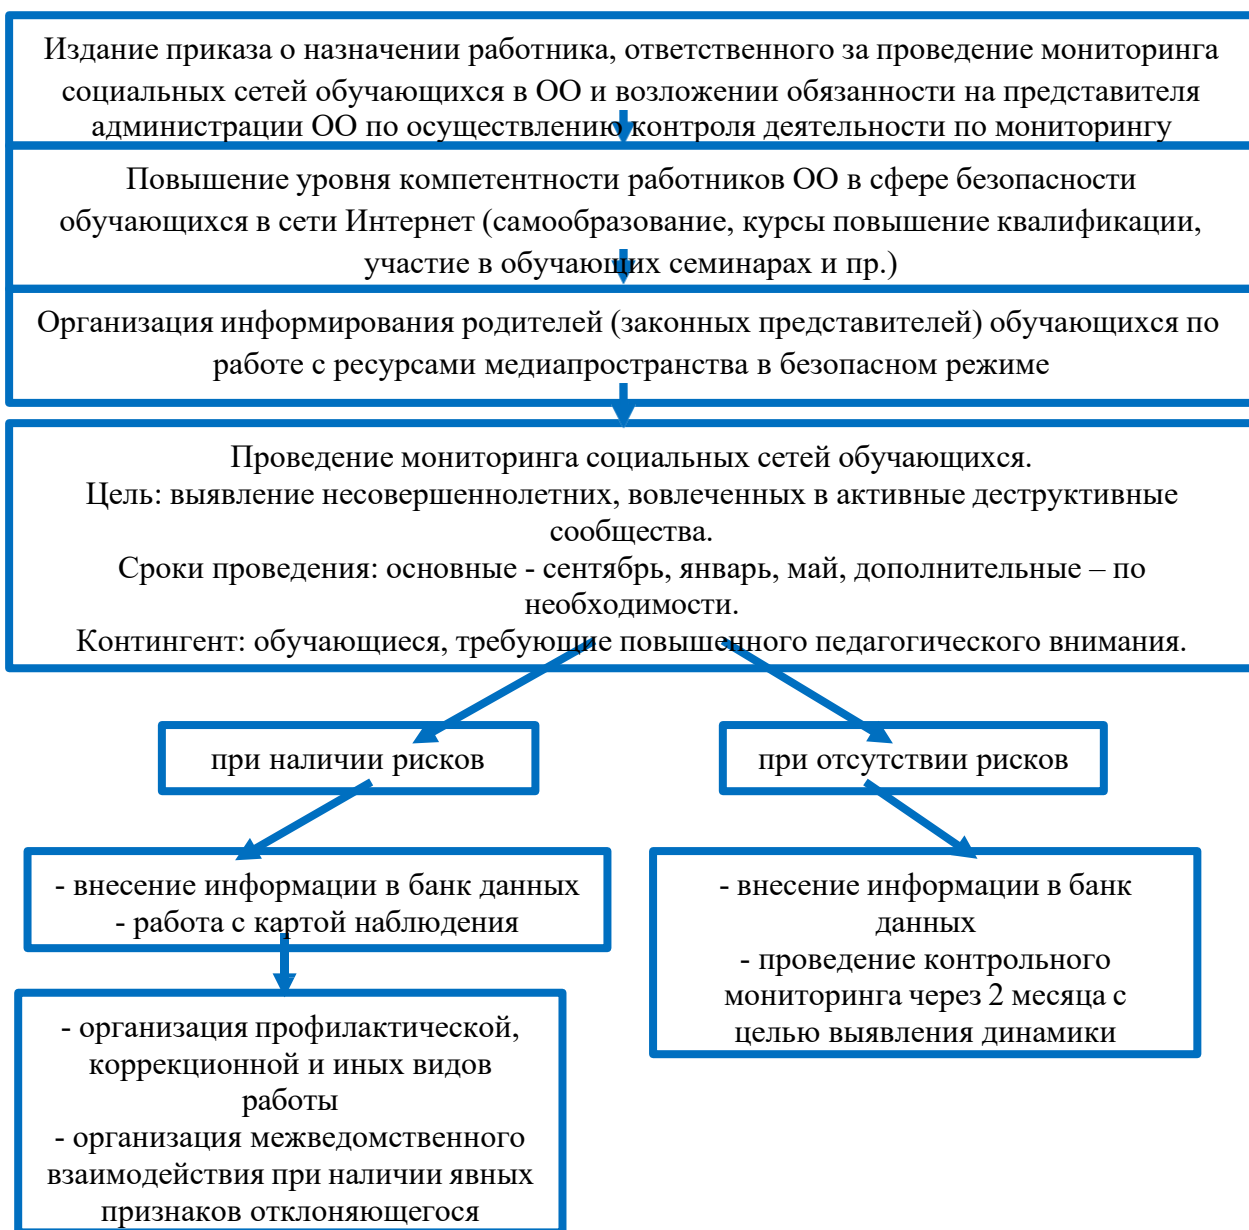 Издание приказа о назначении работника, ответственного за проведение мониторинга
социальных сетей обучающихся в ОО и возложении обязанности на представителя
администрации ОО по осуществлению контроля деятельности по мониторингу
Повышение уровня компетентности работников ОО в сфере безопасности
обучающихся в сети Интернет (самообразование, курсы повышение квалификации,
участие в обучающих семинарах и пр.)
Организация информирования родителей (законных представителей) обучающихся по
работе с ресурсами медиапространства в безопасном режиме
Проведение мониторинга социальных сетей обучающихся.
Цель: выявление несовершеннолетних, вовлеченных в активные деструктивные
сообщества.
Сроки проведения: основные - сентябрь, январь, май, дополнительные – по
необходимости.
Контингент: обучающиеся, требующие повышенного педагогического внимания.
при наличии рисков
при отсутствии рисков
- внесение информации в банк данных
- работа с картой наблюдения
- внесение информации в банк
данных
- проведение контрольного
мониторинга через 2 месяца с
целью выявления динамики
- организация профилактической,
коррекционной и иных видов
работы
- организация межведомственного
взаимодействия при наличии явных
признаков отклоняющегося